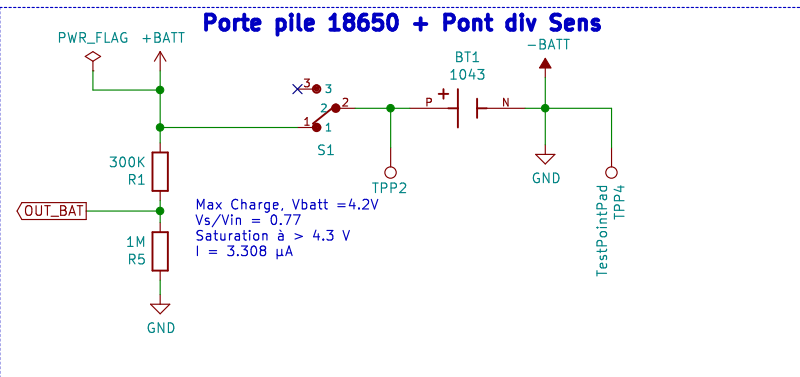 Porte pile 18650 + Pont div Sens
PWR_FLAG
+BATT
-BATT
BT1
1043
3
3
2
2
P
+
N
1
1
S1
300K
R1
TPP2
GND
TestPointPad
TPP4
OUT_BAT
Max Charge, Vbatt =4.2V
Vs/Vin = 0.77
Saturation à > 4.3 V
I = 3.308 µA
1M
R5
GND